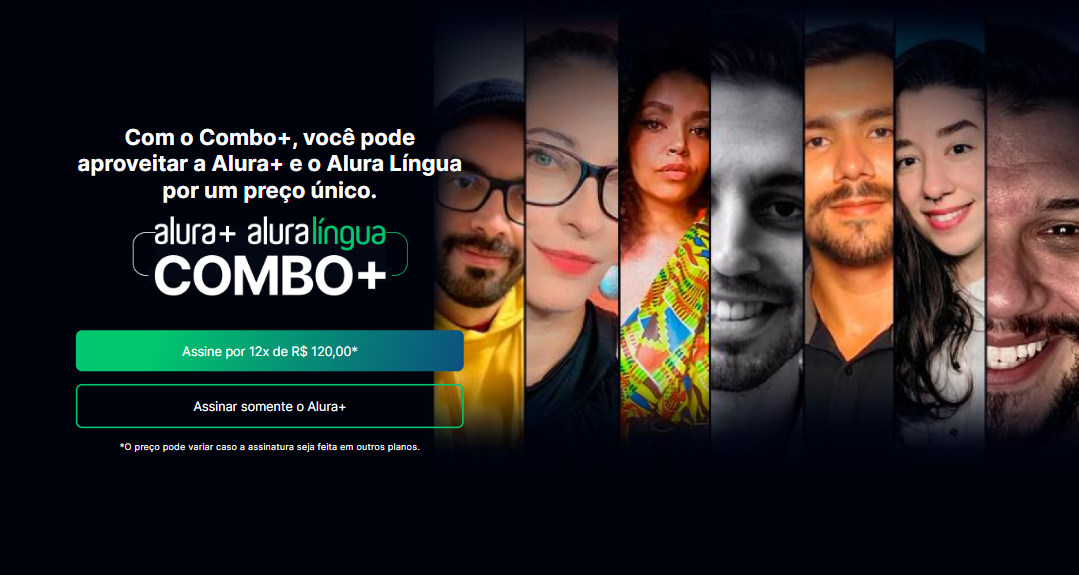 Com o Combo+, você pode
aproveitar a Alura+ e o Alura Língua
por um preço único.
alura+ aluralíngua
COMBO+
Assine por 12x de R$ 120,00*
Assinar somente o Alura+
*O preço pode variar caso a assinatura seja feita em outros planos.